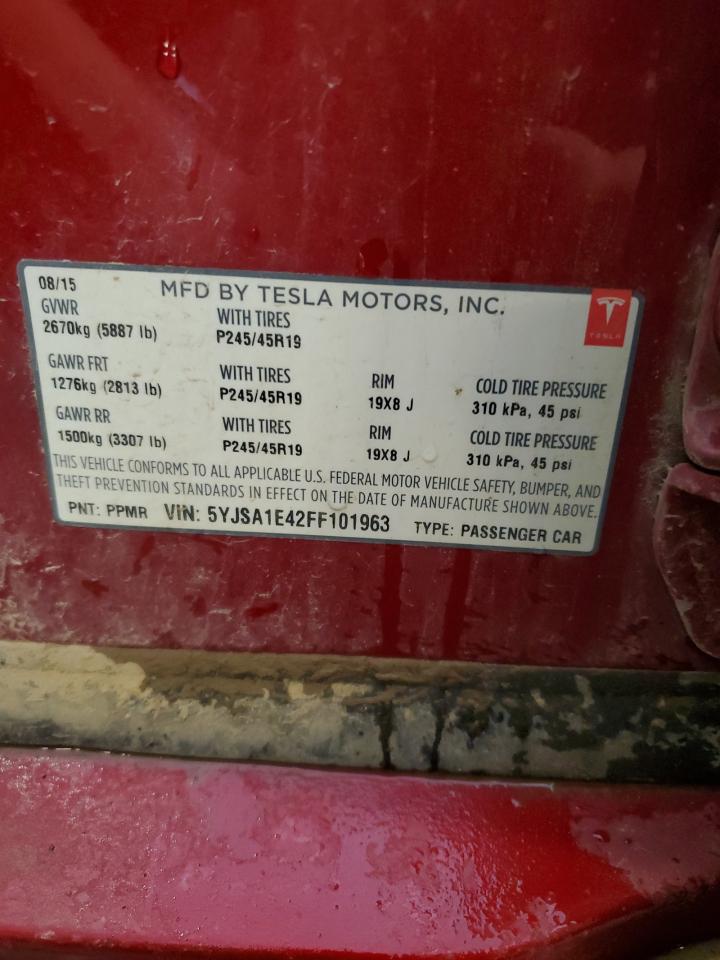 08/15
MFD BY TESLA MOTORS, INC.
GVWR
2670kg (5887 lb)
WITH TIRES
P245/45R19
TESLA
GAWR FRT
1276kg (2813 lb)
WITH TIRES
P245/45R19
RIM
19X8 J
COLD TIRE PRESSURE
310 kPa, 45 psi
GAWR RR
1500kg (3307 lb)
WITH TIRES
P245/45R19
RIM
19X8 J
COLD TIRE PRESSURE
310 kPa, 45 psi
THIS VEHICLE CONFORMS TO ALL APPLICABLE U.S. FEDERAL MOTOR VEHICLE SAFETY, BUMPER, AND
THEFT PREVENTION STANDARDS IN EFFECT ON THE DATE OF MANUFACTURE SHOWN ABOVE.
PNT: PPMR VIN: 5YJSA1E42FF101963 TYPE: PASSENGER CAR